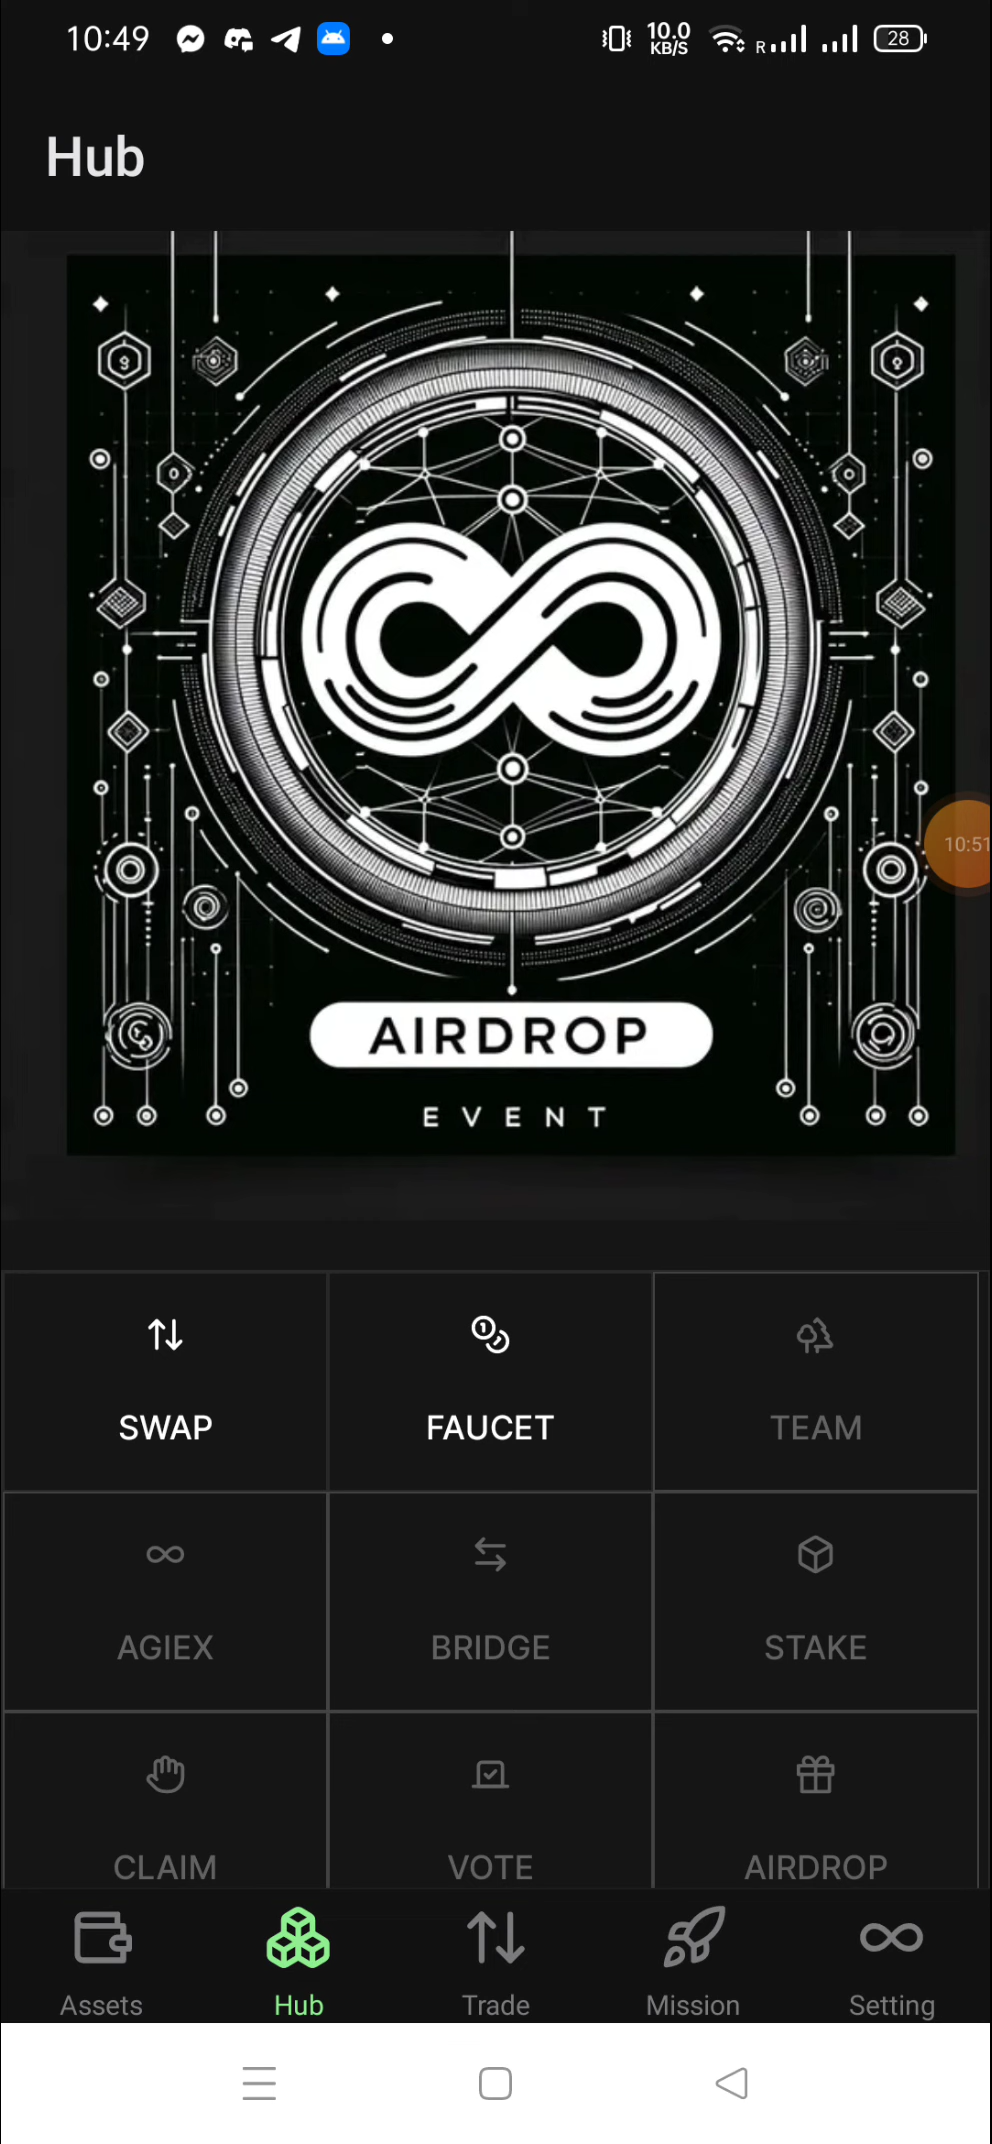 10:49
10.0
KB/S
R
28
Hub
AIRDROP
EVENT
10:51
SWAP
FAUCET
TEAM
AGIEX
BRIDGE
STAKE
CLAIM
VOTE
AIRDROP
Assets
Hub
Trade
Mission
Setting